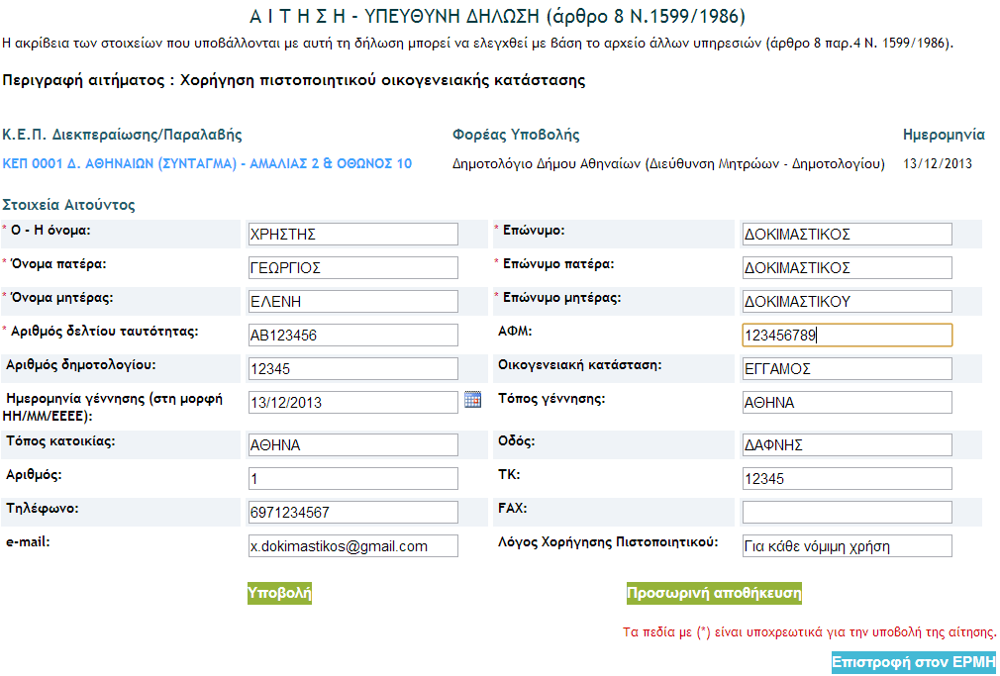 Α Ι Τ Η Σ Η - ΥΠΕΥΘΥΝΗ ΔΗΛΩΣΗ (άρθρο 8 Ν.1599/1986)
Η ακρίβεια των στοιχείων που υποβάλλονται με αυτή τη δήλωση μπορεί να ελεγχθεί με βάση το αρχείο άλλων υπηρεσιών (άρθρο 8 παρ.4 Ν. 1599/1986).
Περιγραφή αιτήματος : Χορήγηση πιστοποιητικού οικογενειακής κατάστασης
Κ.Ε.Π. Διεκπεραίωσης/Παραλαβής Φορέας Υποβολής Ημερομηνία
ΚΕΠ 0001 Δ. ΑΘΗΝΑΙΩΝ (ΣΥΝΤΑΓΜΑ) - ΑΜΑΛΙΑΣ 2 & ΟΘΩΝΟΣ 10 Δημοτολόγιο Δήμου Αθηναίων (Διεύθυνση Μητρώων - Δημοτολογίου) 13/12/2013
Στοιχεία Αιτούντος
* Ο - Η όνομα: ΧΡΗΣΤΗΣ * Επώνυμο: ΔΟΚΙΜΑΣΤΙΚΟΣ
* Όνομα πατέρα: ΓΕΩΡΓΙΟΣ * Επώνυμο πατέρα: ΔΟΚΙΜΑΣΤΙΚΟΣ
* Όνομα μητέρας: ΕΛΕΝΗ * Επώνυμο μητέρας: ΔΟΚΙΜΑΣΤΙΚΟΥ
* Αριθμός δελτίου ταυτότητας: ΑΒ123456 ΑΦΜ: 123456789
Αριθμός δημοτολογίου: 12345 Οικογενειακή κατάσταση: ΕΓΓΑΜΟΣ
Ημερομηνία γέννησης (στη μορφή 13/12/2013 Τόπος γέννησης: ΑΘΗΝΑ
ΗΗ/ΜΜ/ΕΕΕΕ):
Τόπος κατοικίας: ΑΘΗΝΑ Οδός: ΔΑΦΝΗΣ
Αριθμός: 1 ΤΚ: 12345
Τηλέφωνο: 6971234567 FAX:
e-mail: x.dokimastikos@gmail.com Λόγος Χορήγησης Πιστοποιητικού: Για κάθε νόμιμη χρήση
Υποβολή Προσωρινή αποθήκευση
Τα πεδία με (*) είναι υποχρεωτικά για την υποβολή της αίτησης.
Επιστροφή στον ΕΡΜΗ